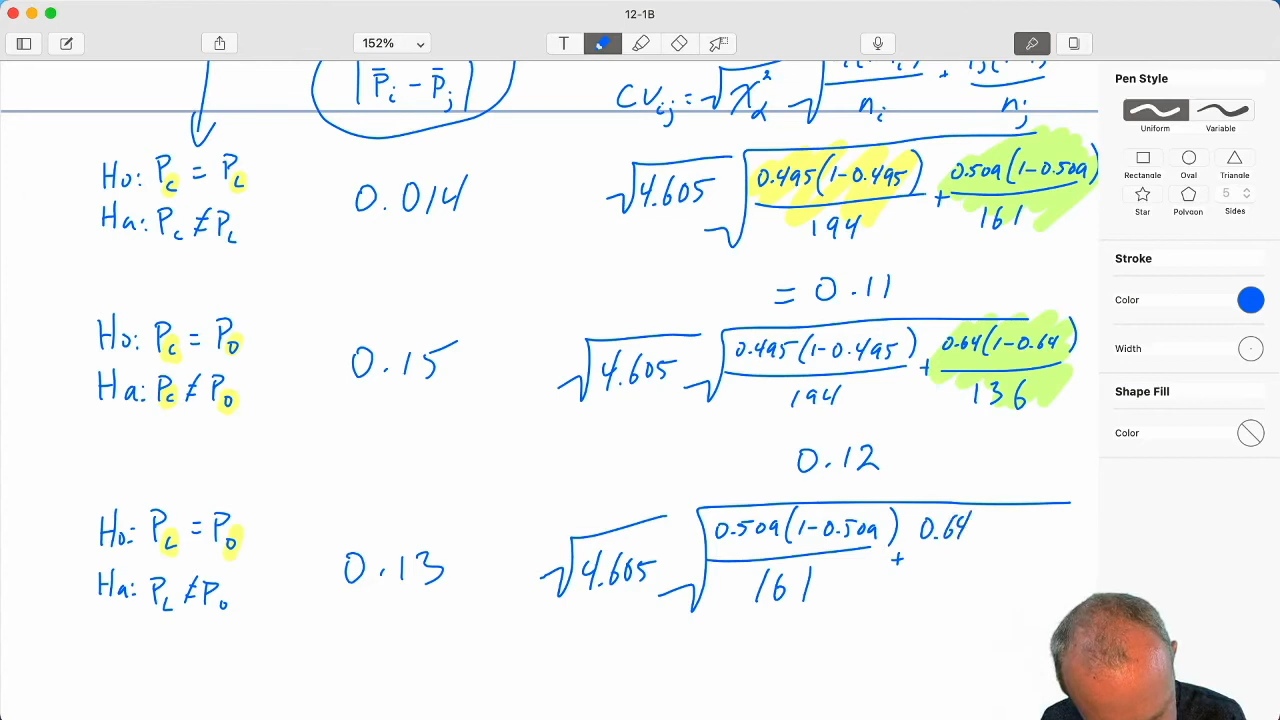 12-1B
152%
T
Pen Style
Uniform
Variable
Rectangle
Oval
Triangle
Star
Polygon
5
Sides
Stroke
Color
Width
Shape Fill
Color
|P̄i − P̄j|
CVij = √χ²α √ ni + nj
Ho: Pc = PL
Ha: Pc ≠ PL
0.014
√4.605 √ 0.495(1-0.495)/194 + 0.509(1-0.509)/161
= 0.11
Ho: Pc = Po
Ha: Pc ≠ Po
0.15
√4.605 √ 0.495(1-0.495)/194 + 0.64(1-0.64)/136
0.12
Ho: PL = Po
Ha: PL ≠ Po
0.13
√4.605 √ 0.509(1-0.509)/161 + 0.64